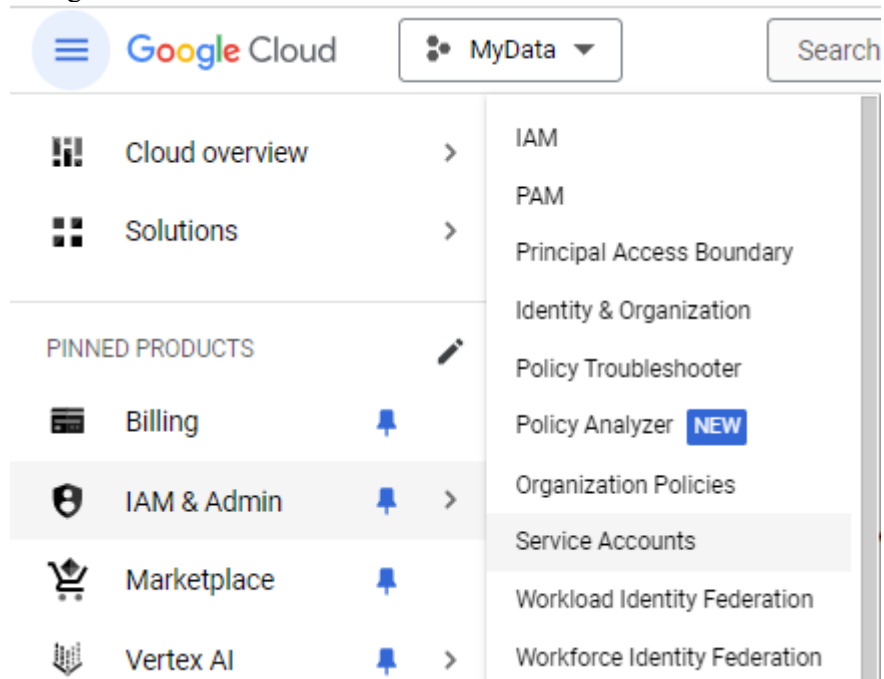 Google Cloud
MyData
Search
Cloud overview
Solutions
PINNED PRODUCTS
Billing
IAM & Admin
Marketplace
Vertex AI
IAM
PAM
Principal Access Boundary
Identity & Organization
Policy Troubleshooter
Policy Analyzer NEW
Organization Policies
Service Accounts
Workload Identity Federation
Workforce Identity Federation